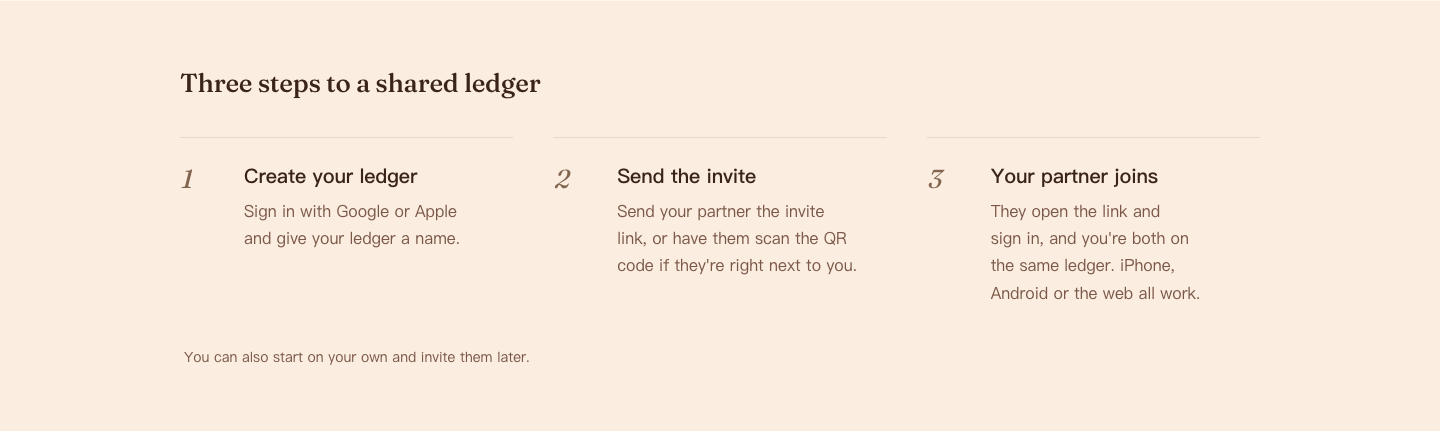 Three steps to a shared ledger
1
Create your ledger
Sign in with Google or Apple
and give your ledger a name.
2
Send the invite
Send your partner the invite
link, or have them scan the QR
code if they're right next to you.
3
Your partner joins
They open the link and
sign in, and you're both on
the same ledger. iPhone,
Android or the web all work.
You can also start on your own and invite them later.